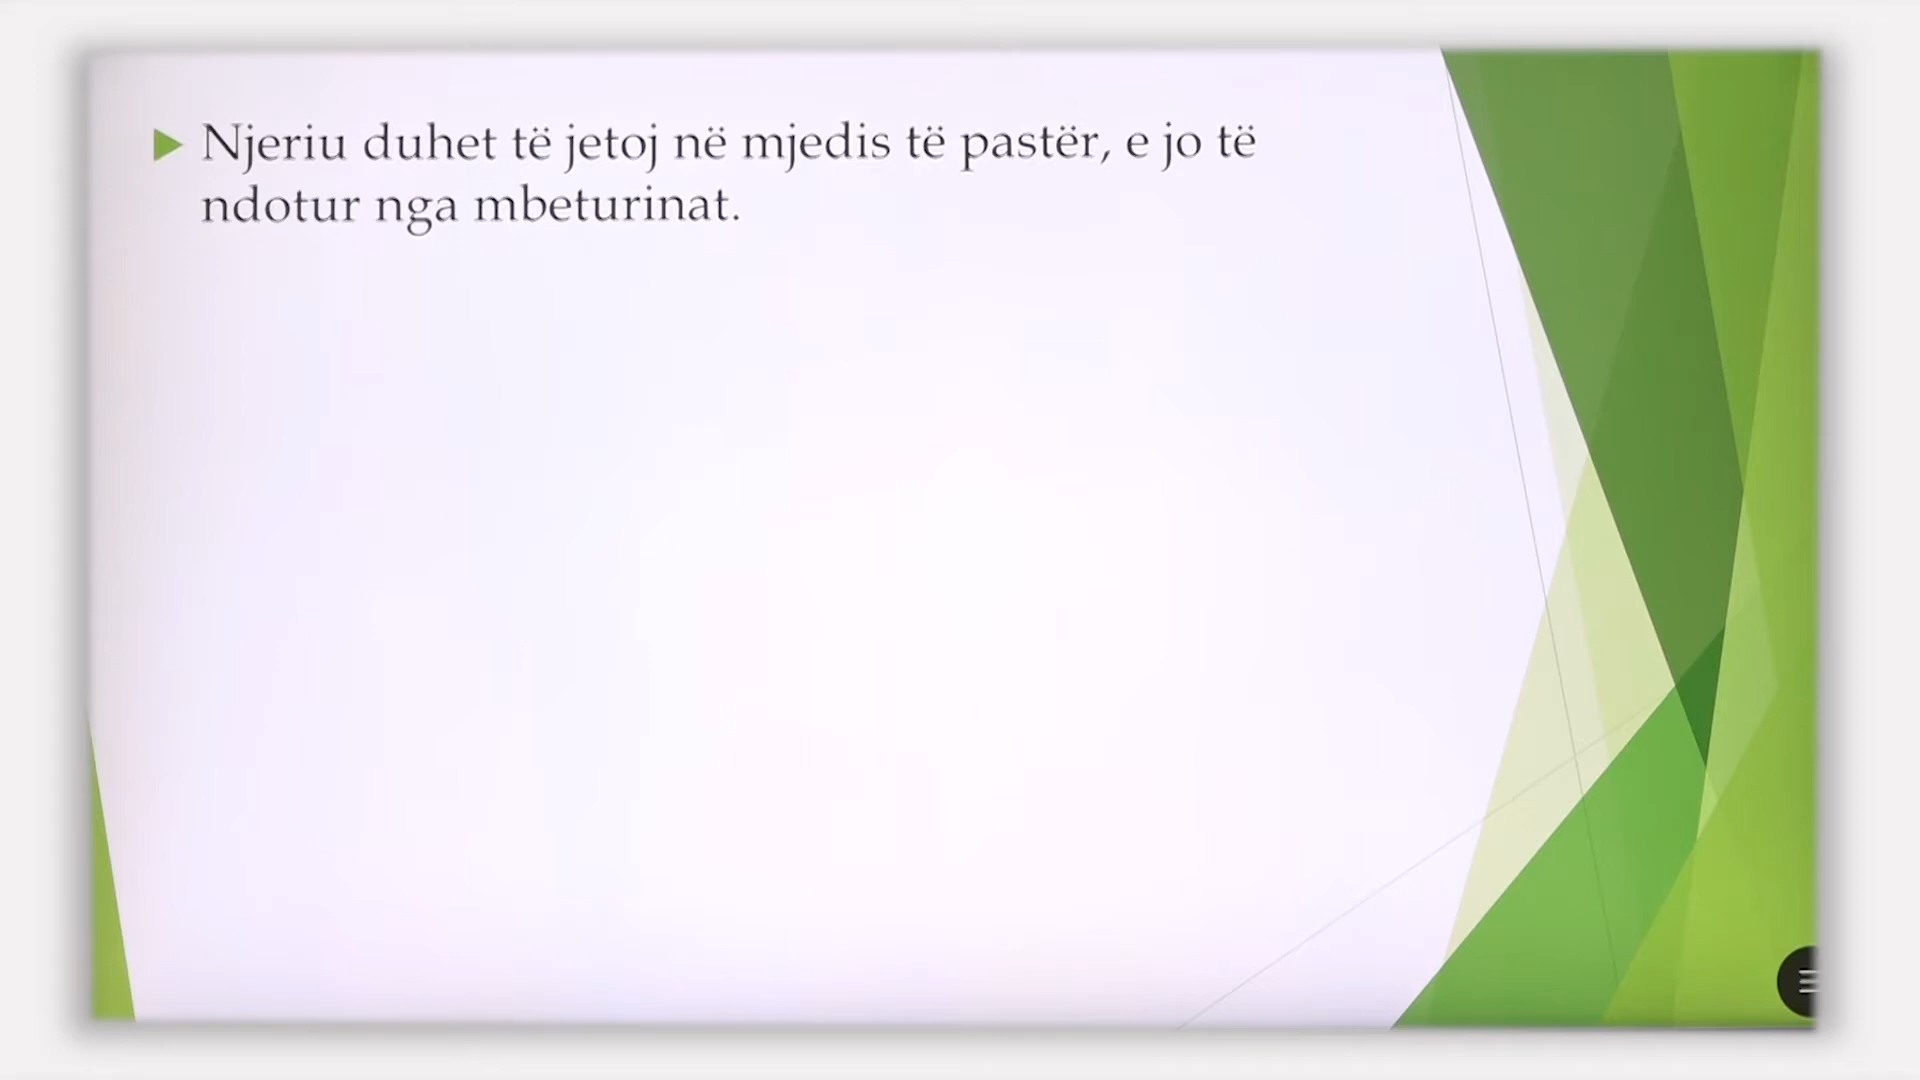 Njeriu duhet të jetoj në mjedis të pastër, e jo të
ndotur nga mbeturinat.